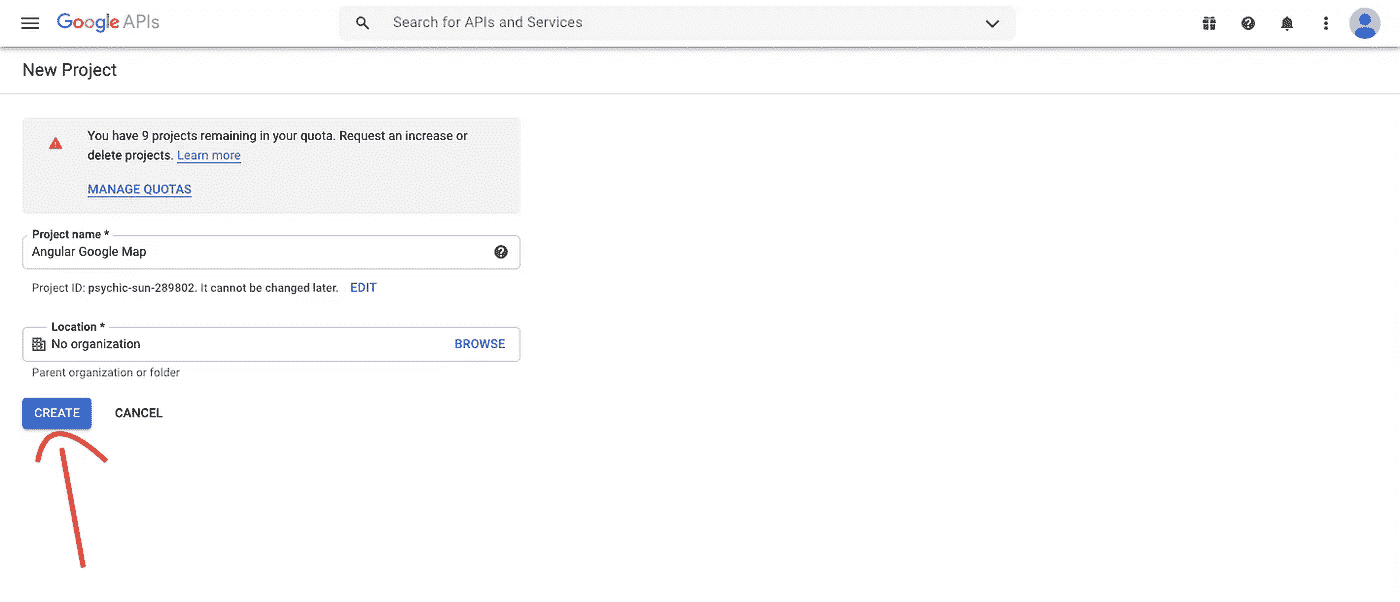 Google APIs
Search for APIs and Services
New Project
You have 9 projects remaining in your quota. Request an increase or
delete projects. Learn more
MANAGE QUOTAS
Project name *
Angular Google Map
Project ID: psychic-sun-289802. It cannot be changed later. EDIT
Location *
No organization BROWSE
Parent organization or folder
CREATE CANCEL